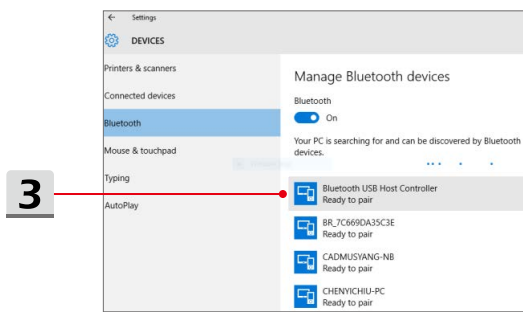 ← Settings
DEVICES
Printers & scanners
Connected devices
Bluetooth
Mouse & touchpad
Typing
AutoPlay
Manage Bluetooth devices
Bluetooth
On
Your PC is searching for and can be discovered by Bluetooth
devices.
3
Bluetooth USB Host Controller
Ready to pair
BR_7C669DA35C3E
Ready to pair
CADMUSYANG-NB
Ready to pair
CHENYICHIU-PC
Ready to pair